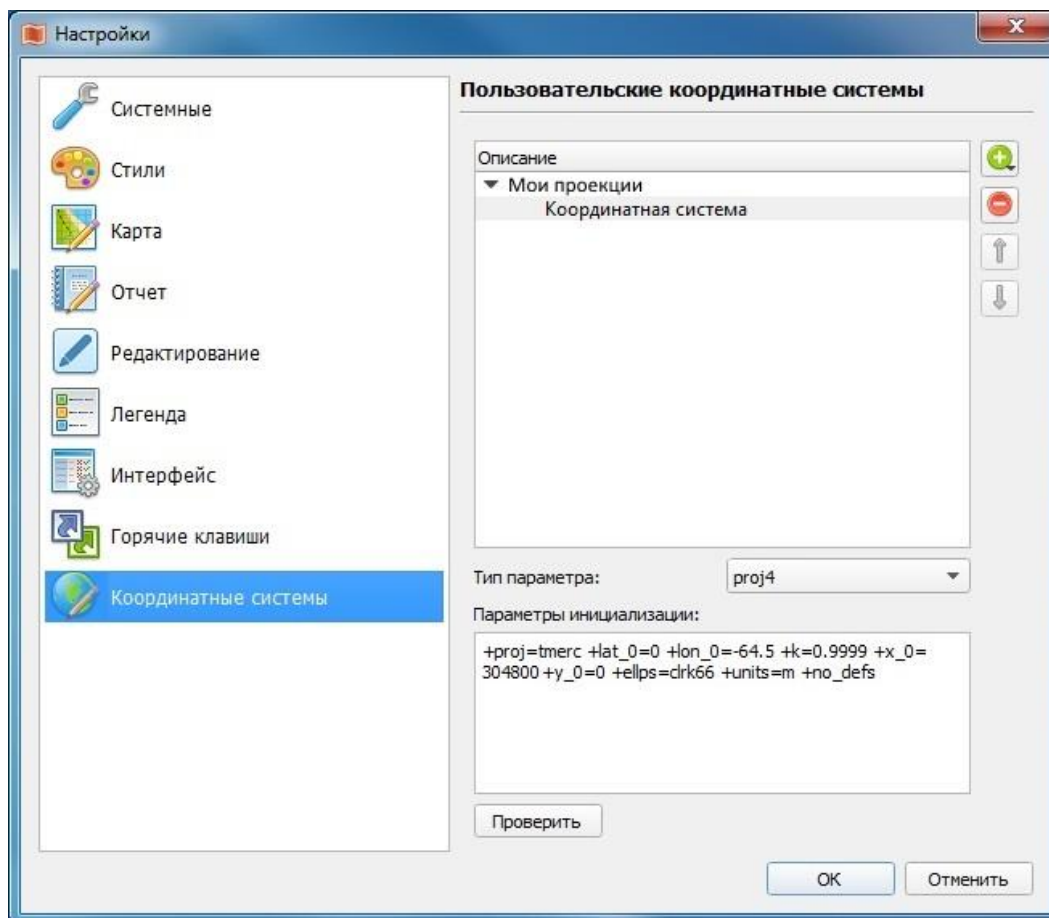 Настройки
Системные
Стили
Карта
Отчет
Редактирование
Легенда
Интерфейс
Горячие клавиши
Координатные системы
Пользовательские координатные системы
Описание
Мои проекции
Координатная система
Тип параметра:
proj4
Параметры инициализации:
+proj=tmerc +lat_0=0 +lon_0=-64.5 +k=0.9999 +x_0=
304800 +y_0=0 +ellps=clrk66 +units=m +no_defs
Проверить
OK
Отменить